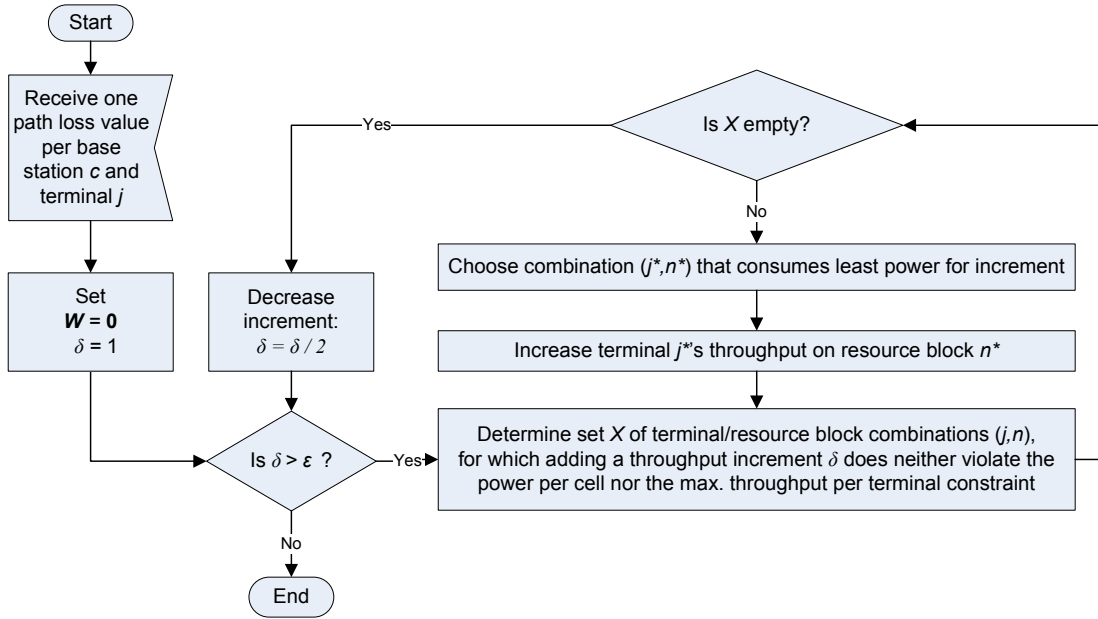 Start
Receive one
path loss value
per base
station c and
terminal j
Set
W = 0
δ = 1
Decrease
increment:
δ = δ / 2
Is δ > ε ?
Yes
No
End
Determine set X of terminal/resource block combinations (j,n),
for which adding a throughput increment δ does neither violate the
power per cell nor the max. throughput per terminal constraint
Is X empty?
Yes
No
Choose combination (j*,n*) that consumes least power for increment
Increase terminal j*'s throughput on resource block n*